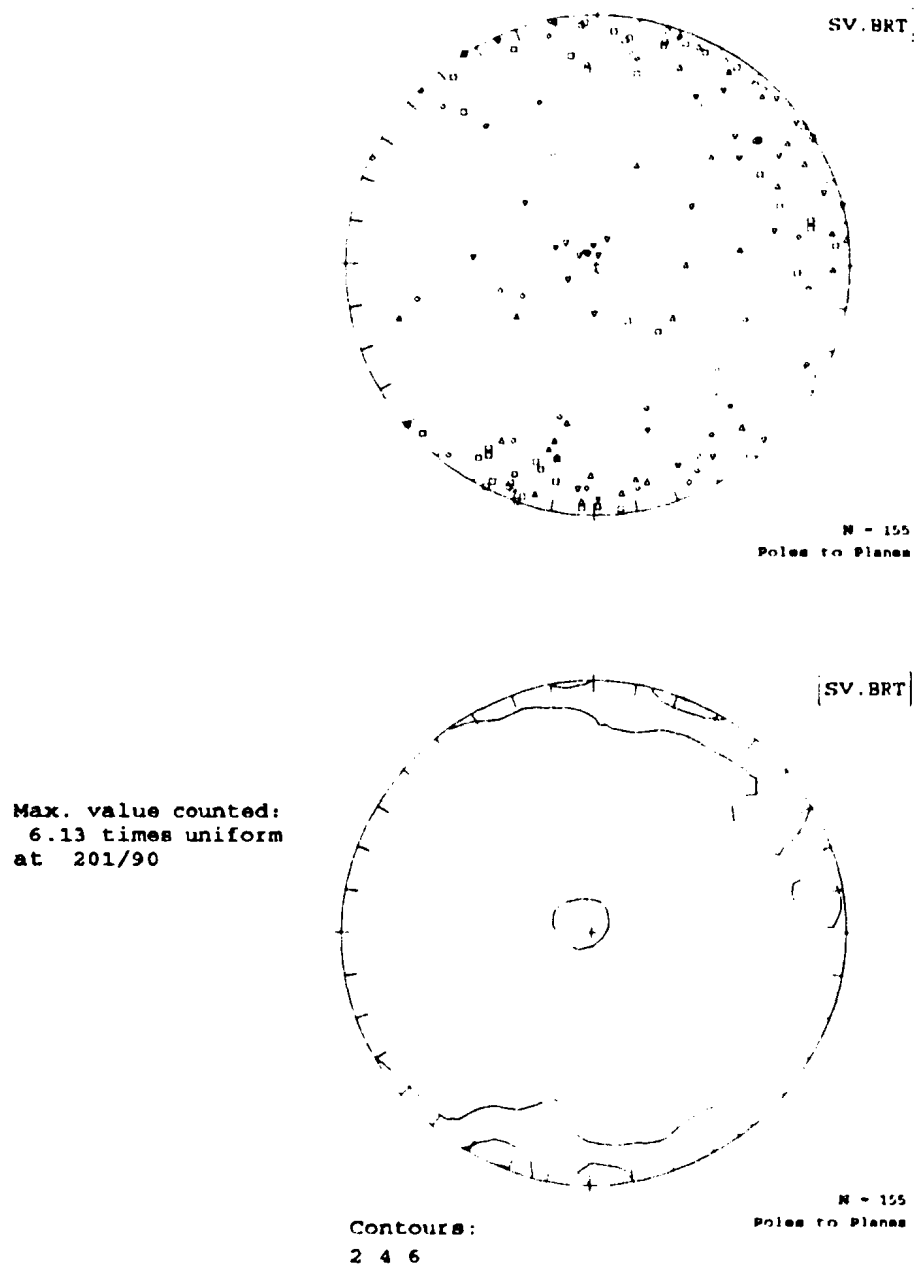 SV.BRT
N = 155
Poles to Planes
SV.BRT
Max. value counted:
6.13 times uniform
at 201/90
N = 155
Poles to Planes
Contours:
2 4 6